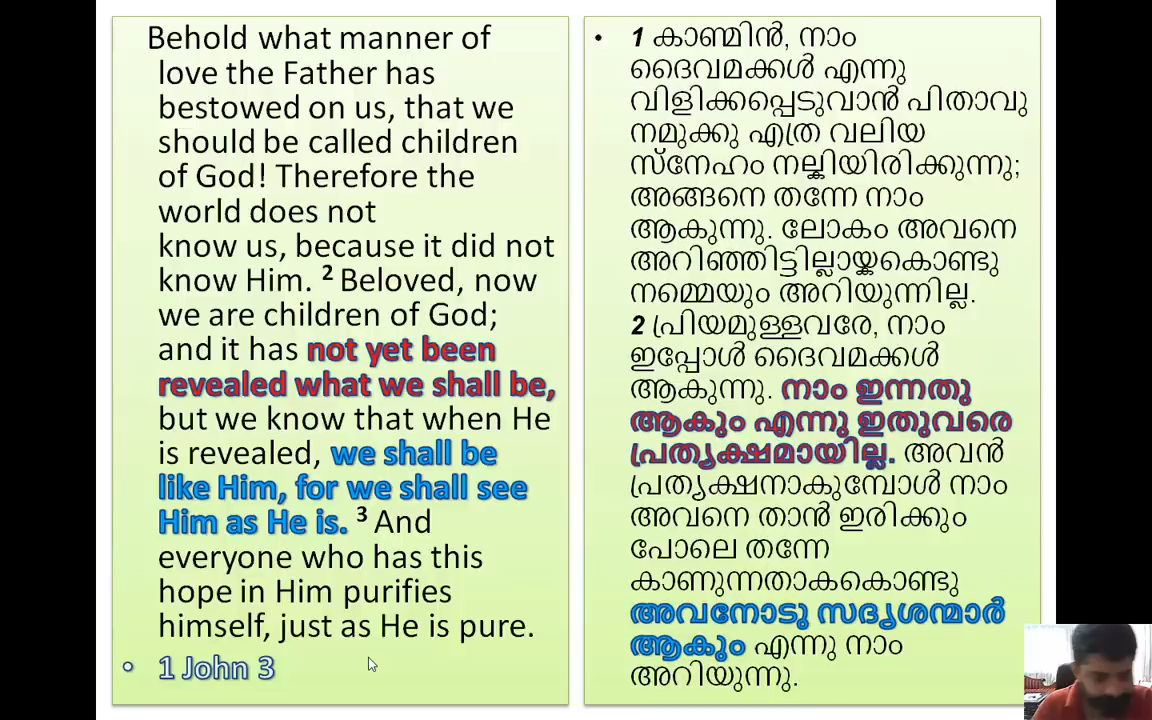 Behold what manner of
love the Father has
bestowed on us, that we
should be called children
of God! Therefore the
world does not
know us, because it did not
know Him. 2 Beloved, now
we are children of God;
and it has not yet been
revealed what we shall be,
but we know that when He
is revealed, we shall be
like Him, for we shall see
Him as He is. 3 And
everyone who has this
hope in Him purifies
himself, just as He is pure.
• 1 John 3
• 1 കാണ്മിൻ, നാം
ദൈവമക്കൾ എന്നു
വിളിക്കപ്പെടുവാൻ പിതാവു
നമുക്കു എത്ര വലിയ
സ്നേഹം നല്കിയിരിക്കുന്നു;
അങ്ങനെ തന്നേ നാം
ആകുന്നു. ലോകം അവനെ
അറിഞ്ഞിട്ടില്ലായ്കകൊണ്ടു
നമ്മെയും അറിയുന്നില്ല.
2 പ്രിയമുള്ളവരേ, നാം
ഇപ്പോൾ ദൈവമക്കൾ
ആകുന്നു. നാം ഇന്നതു
ആകും എന്നു ഇതുവരെ
പ്രത്യക്ഷമായില്ല. അവൻ
പ്രത്യക്ഷനാകുമ്പോൾ നാം
അവനെ താൻ ഇരിക്കും
പോലെ തന്നേ
കാണുന്നതാകകൊണ്ടു
അവനോടു സദൃശന്മാർ
ആകും എന്നു നാം
അറിയുന്നു.